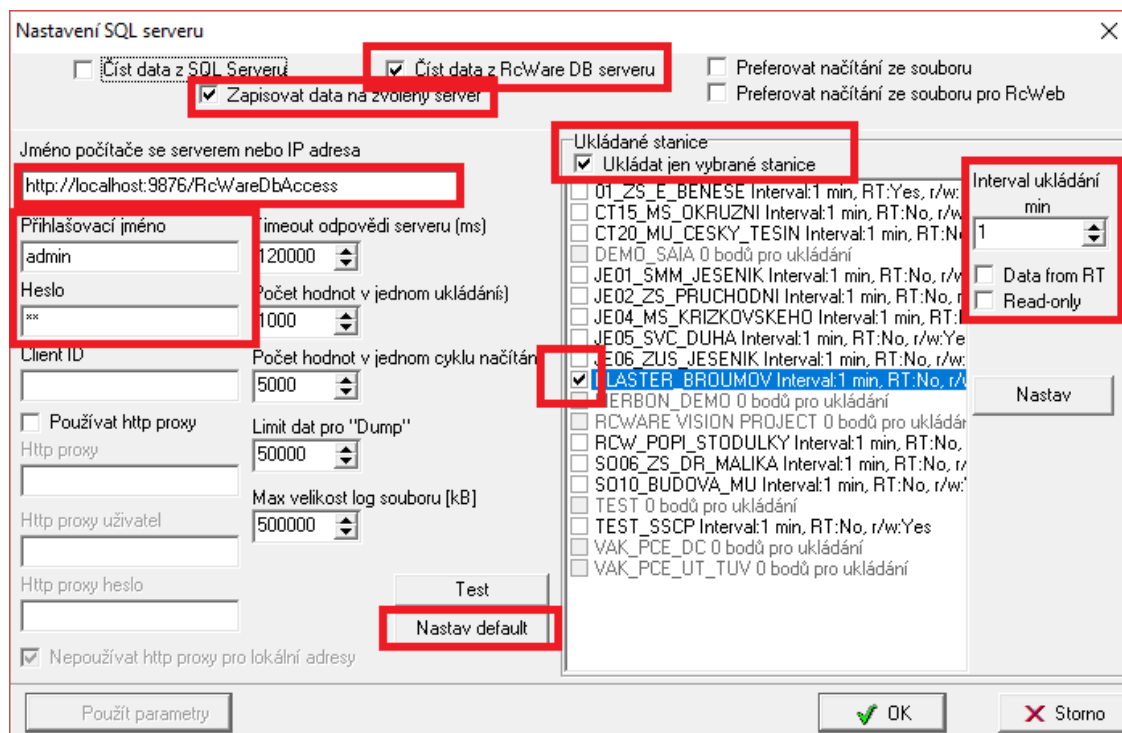 Nastavení SQL serveru
Číst data z SQL Serveru
Číst data z RcWare DB serveru
Preferovat načítání ze souboru
Zapisovat data na zvolený server
Preferovat načítání ze souboru pro RcWeb
Jméno počítače se serverem nebo IP adresa
http://localhost:9876/RcWareDbAccess
Přihlašovací jméno
admin
Heslo
**
Client ID
Používat http proxy
Http proxy
Http proxy uživatel
Http proxy heslo
Nepoužívat http proxy pro lokální adresy
Timeout odpovědi serveru (ms)
120000
Počet hodnot v jednom ukládání
1000
Počet hodnot v jednom cyklu načítán
5000
Limit dat pro "Dump"
50000
Max velikost log souboru [kB]
500000
Test
Nastav default
Ukládané stanice
Ukládat jen vybrané stanice
01_ZS_E_BENESE Interval:1 min, RT:Yes, r/w
CT15_MS_OKRUZNI Interval:1 min, RT:No, r/w
CT20_MU_CESKY_TESIN Interval:1 min, RT:N
DEMO_SAIA 0 bodů pro ukládání
JE01_SMM_JESENIK Interval:1 min, RT:No, r/w
JE02_ZS_PRUCHODNI Interval:1 min, RT:No, r
JE04_MS_KRIZKOVSKEHO Interval:1 min, RT:
JE05_SVC_DUHA Interval:1 min, RT:No, r/w:Ye
JE06_ZUS_JESENIK Interval:1 min, RT:No, r/w:
LASTER_BROUMOV Interval:1 min, RT:No, r/
MERBON_DEMO 0 bodů pro ukládání
RCWARE VISION PROJECT 0 bodů pro ukládár
RCW_POPI_STODULKY Interval:1 min, RT:No,
SO06_ZS_DR_MALIKA Interval:1 min, RT:No, r/
SO10_BUDOVA_MU Interval:1 min, RT:No, r/w:
TEST 0 bodů pro ukládání
TEST_SSCP Interval:1 min, RT:No, r/w:Yes
VAK_PCE_DC 0 bodů pro ukládání
VAK_PCE_UT_TUV 0 bodů pro ukládání
Interval ukládání
min
1
Data from RT
Read-only
Nastav
Použít parametry
OK
Storno